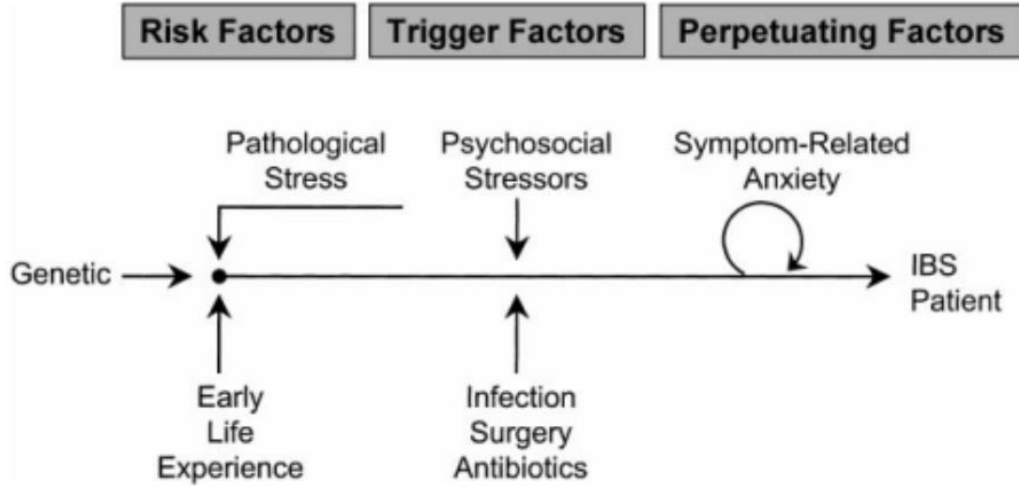 Risk Factors
Trigger Factors
Perpetuating Factors
Pathological
Stress
Psychosocial
Stressors
Symptom-Related
Anxiety
Genetic
IBS
Patient
Early
Life
Experience
Infection
Surgery
Antibiotics